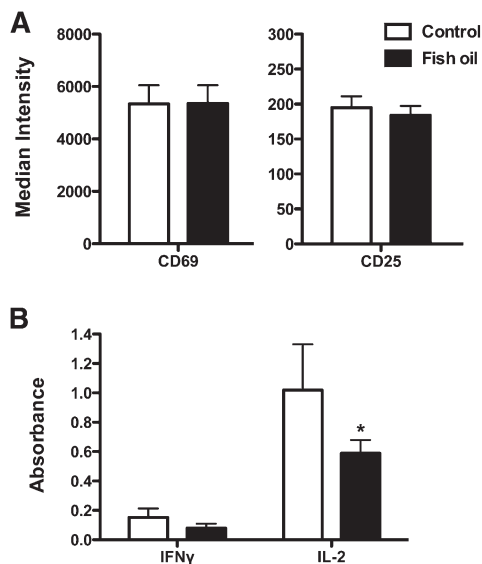 A
Median Intensity
8000
6000
4000
2000
0
CD69
300
250
200
150
100
50
0
CD25
Control
Fish oil
B
Absorbance
1.4
1.2
1.0
0.8
0.6
0.4
0.2
0.0
*
IFNγ
IL-2